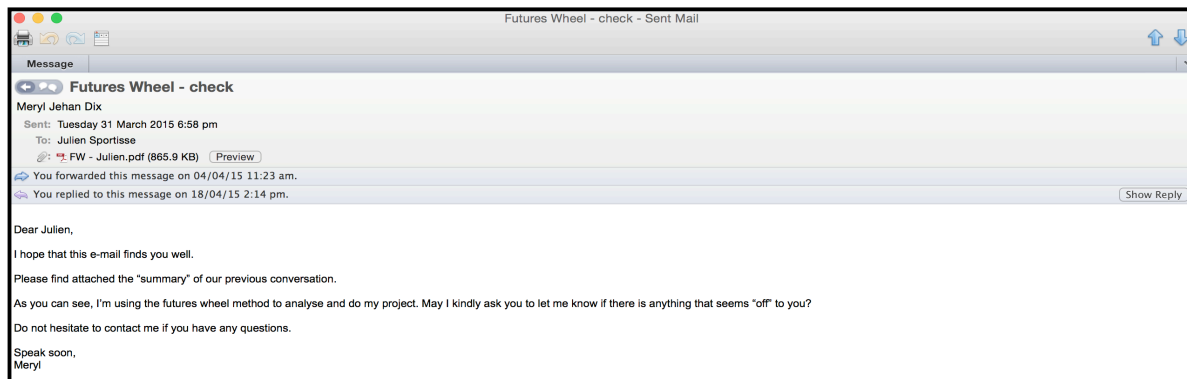 Futures Wheel - check - Sent Mail
Message
Futures Wheel - check
Meryl Jehan Dix
Sent: Tuesday 31 March 2015 6:58 pm
To: Julien Sportisse
FW - Julien.pdf (865.9 KB) Preview
You forwarded this message on 04/04/15 11:23 am.
You replied to this message on 18/04/15 2:14 pm. Show Reply
Dear Julien,
I hope that this e-mail finds you well.
Please find attached the “summary” of our previous conversation.
As you can see, I’m using the futures wheel method to analyse and do my project. May I kindly ask you to let me know if there is anything that seems “off” to you?
Do not hesitate to contact me if you have any questions.
Speak soon,
Meryl